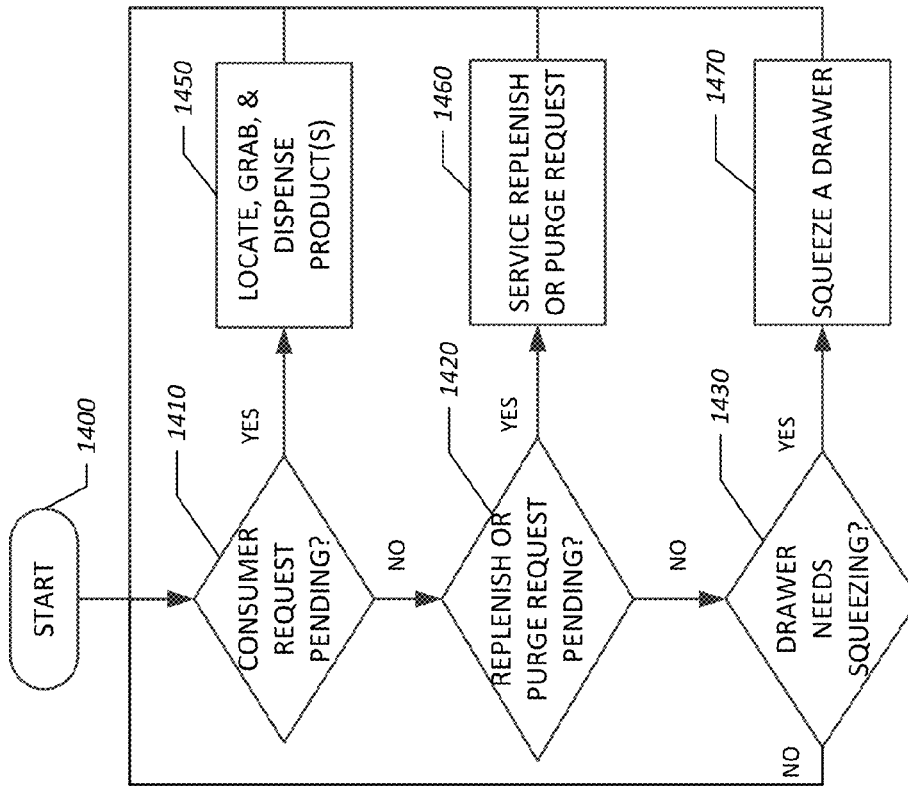 START
1400
CONSUMER
REQUEST
PENDING?
1410
YES
LOCATE, GRAB, &
DISPENSE
PRODUCT(S)
1450
NO
REPLENISH OR
PURGE REQUEST
PENDING?
1420
YES
SERVICE REPLENISH
OR PURGE REQUEST
1460
NO
DRAWER
NEEDS
SQUEEZING?
1430
YES
SQUEEZE A DRAWER
1470
NO